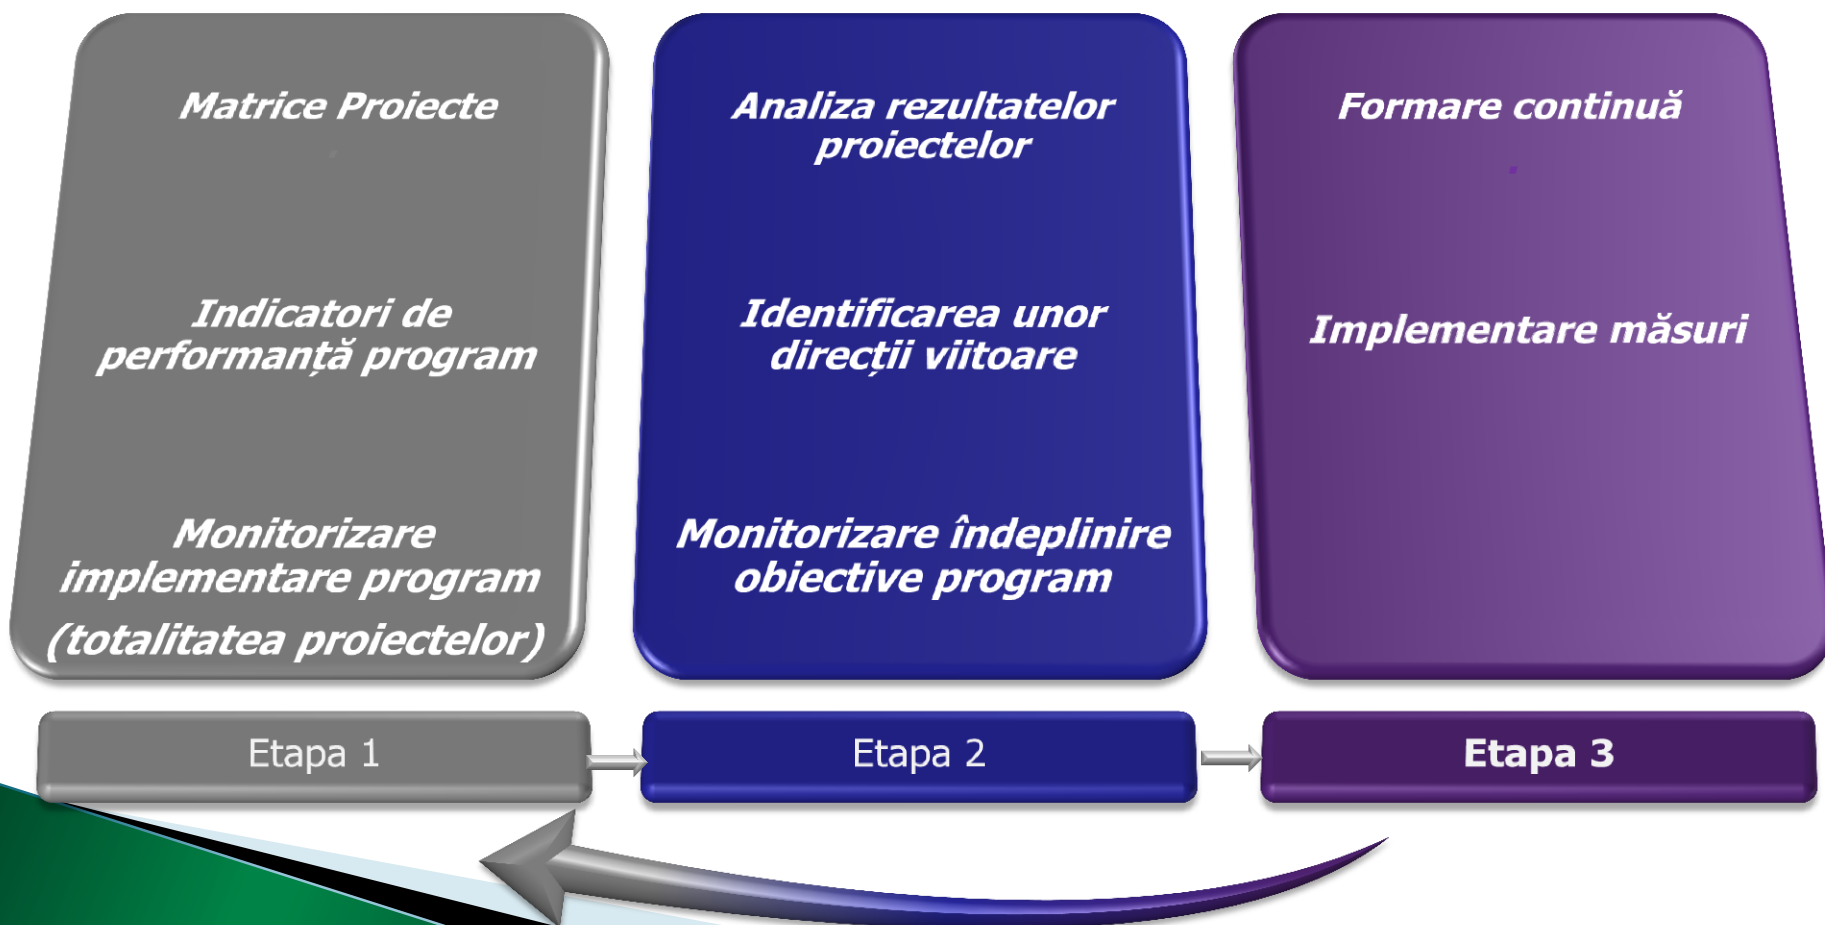 Matrice Proiecte
Indicatori de
performanță program
Monitorizare
implementare program
(totalitatea proiectelor)
Analiza rezultatelor
proiectelor
Identificarea unor
direcții viitoare
Monitorizare îndeplinire
obiective program
Formare continuă
Implementare măsuri
Etapa 1
Etapa 2
Etapa 3